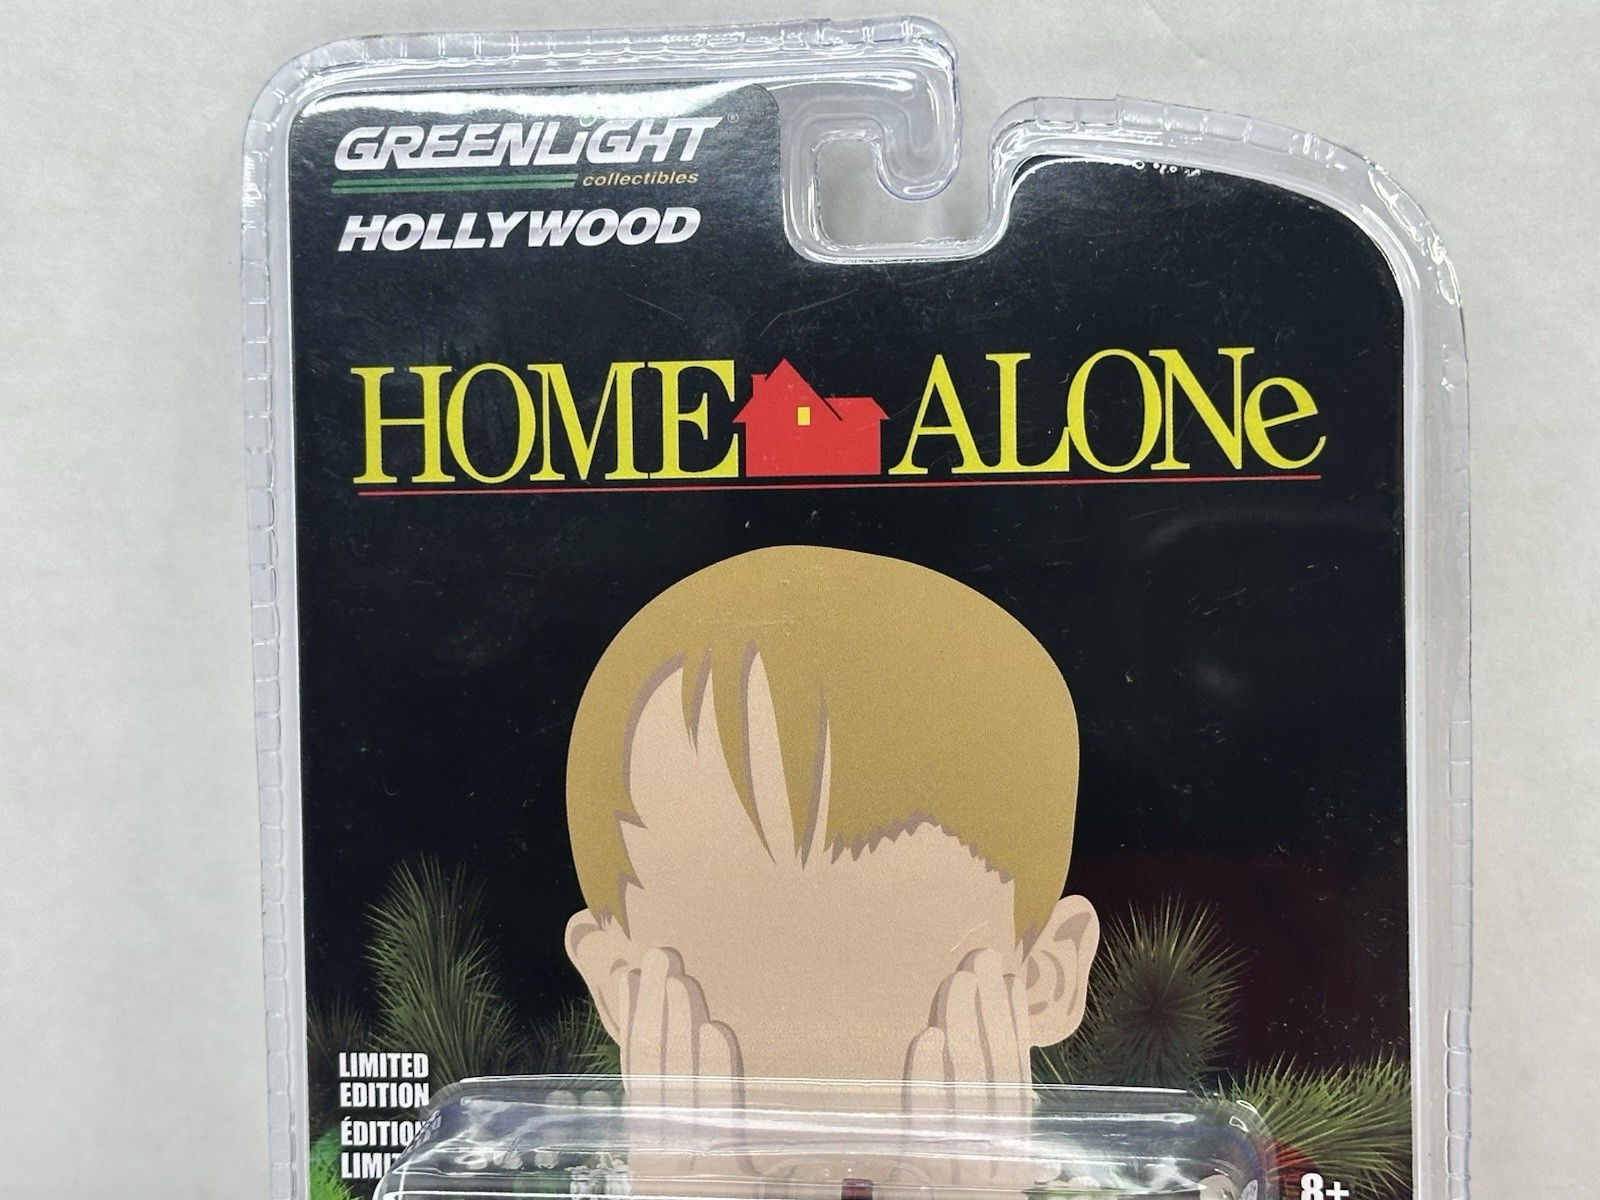 GREENLiGHT®
collectibles
HOLLYWOOD
HOME ALONe
LIMITED
EDITION
ÉDITION
8+